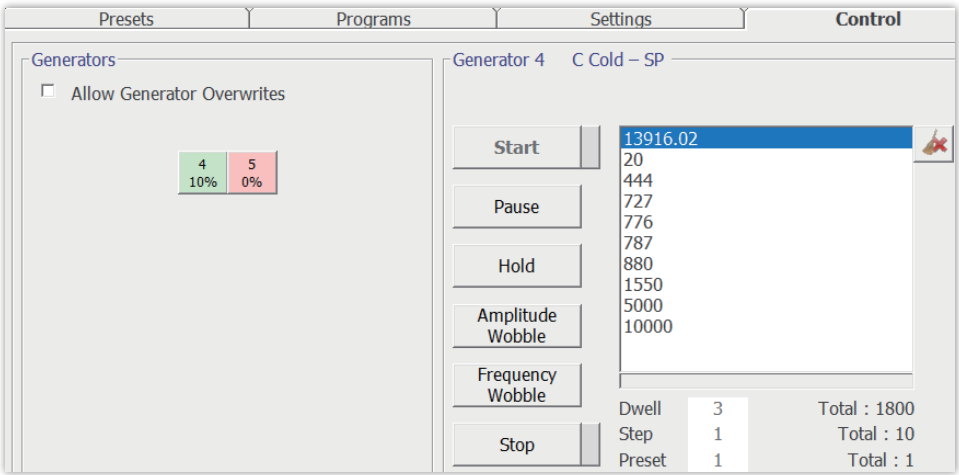 Presets Programs Settings Control
Generators
Allow Generator Overwrites
4 5
10% 0%
Generator 4 C Cold – SP
Start
Pause
Hold
Amplitude
Wobble
Frequency
Wobble
Stop
13916.02
20
444
727
776
787
880
1550
5000
10000
Dwell 3 Total : 1800
Step 1 Total : 10
Preset 1 Total : 1